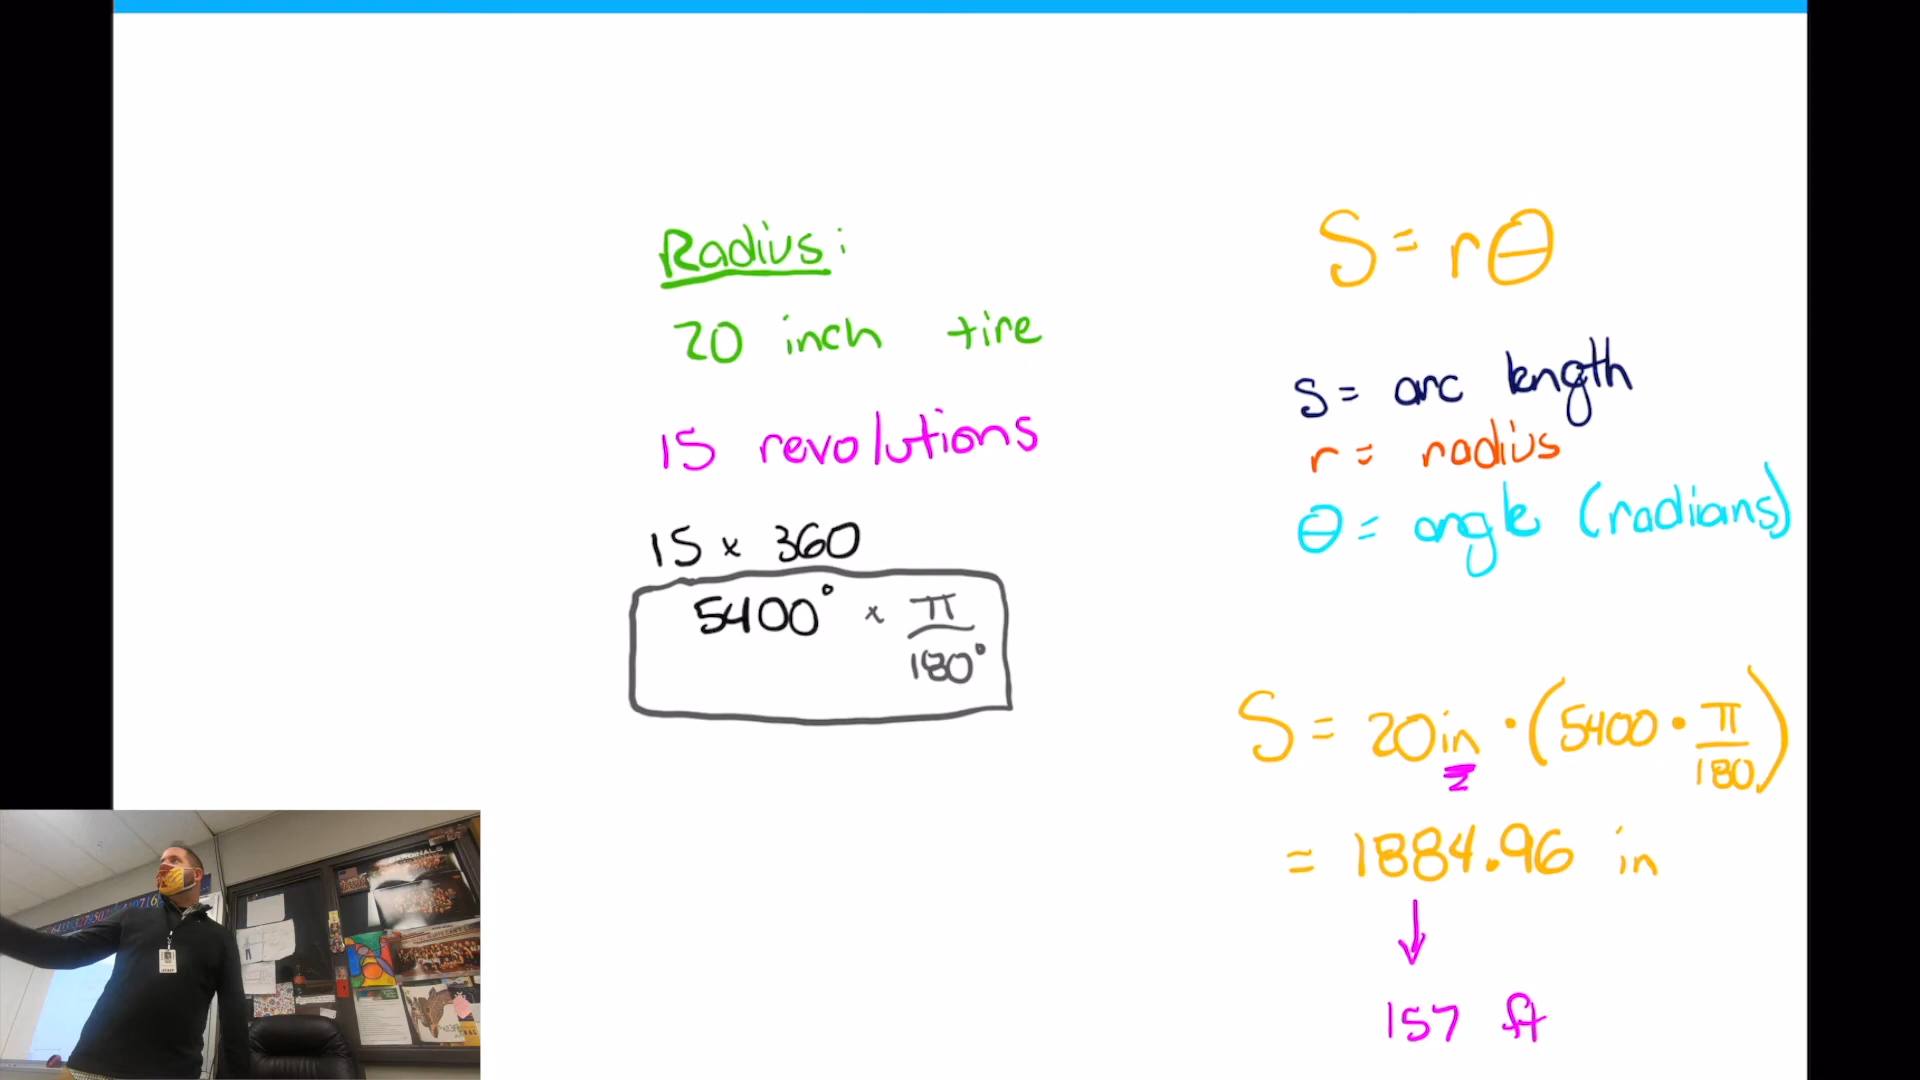 Radius:
20 inch tire
15 revolutions
15 x 360
5400° x π/180°
S = rθ
s = arc length
r = radius
θ = angle (radians)
S = 20in · (5400 · π/180)
= 1884.96 in
↓
157 ft
STAFF